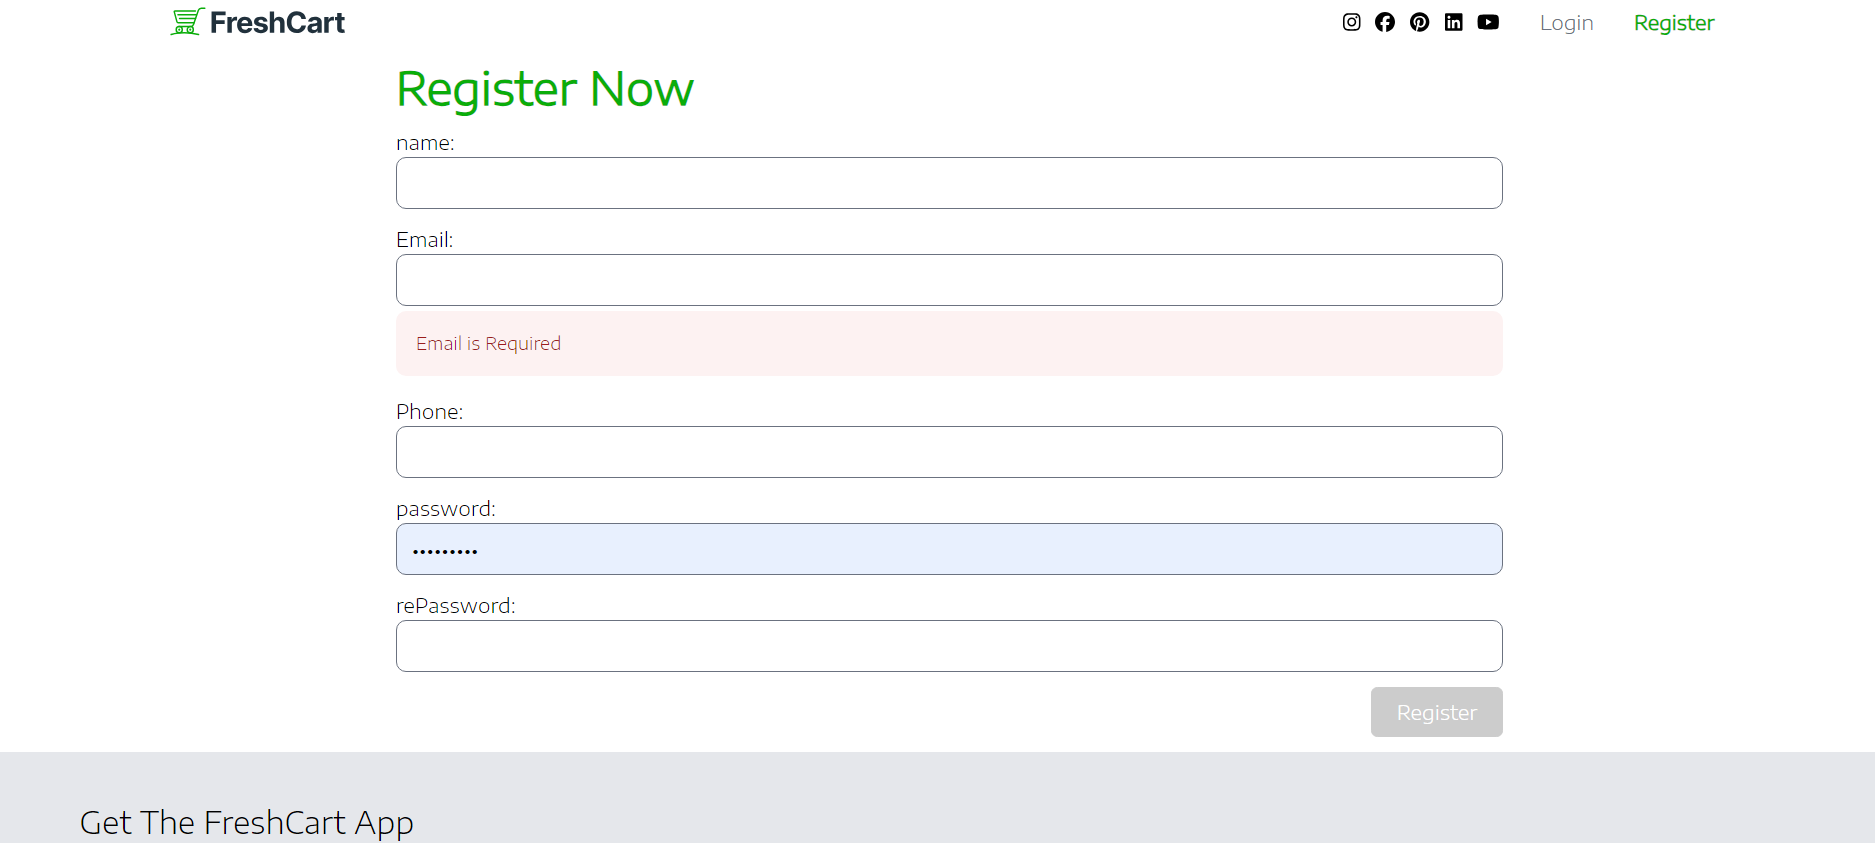 FreshCart
Login
Register
Register Now
name:
Email:
Email is Required
Phone:
password:
•••••••••
rePassword:
Register
Get The FreshCart App